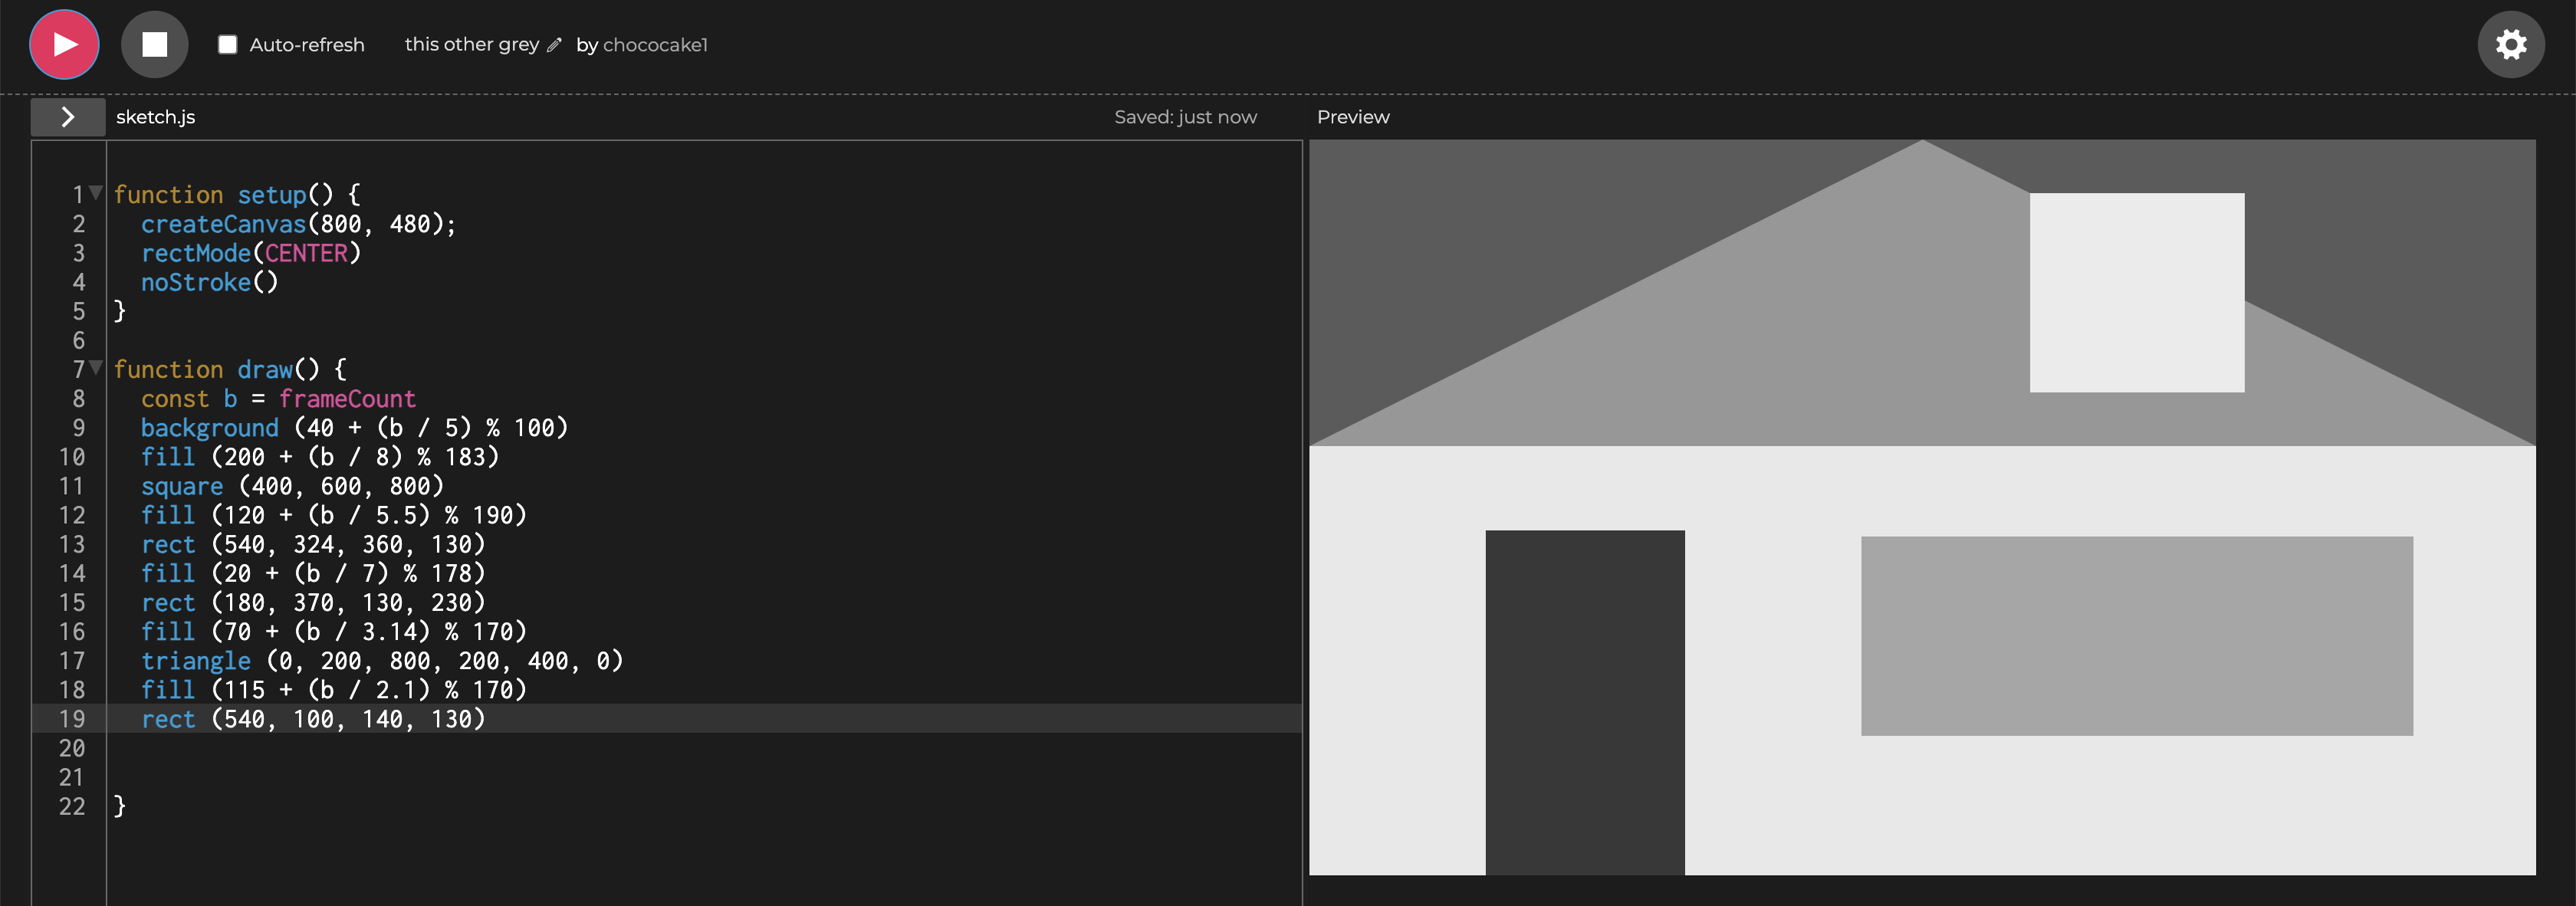 Auto-refresh this other grey by chococake1
sketch.js Saved: just now Preview
1 function setup() {
2 createCanvas(800, 480);
3 rectMode(CENTER)
4 noStroke()
5 }
6
7 function draw() {
8 const b = frameCount
9 background (40 + (b / 5) % 100)
10 fill (200 + (b / 8) % 183)
11 square (400, 600, 800)
12 fill (120 + (b / 5.5) % 190)
13 rect (540, 324, 360, 130)
14 fill (20 + (b / 7) % 178)
15 rect (180, 370, 130, 230)
16 fill (70 + (b / 3.14) % 170)
17 triangle (0, 200, 800, 200, 400, 0)
18 fill (115 + (b / 2.1) % 170)
19 rect (540, 100, 140, 130)
20
21
22 }